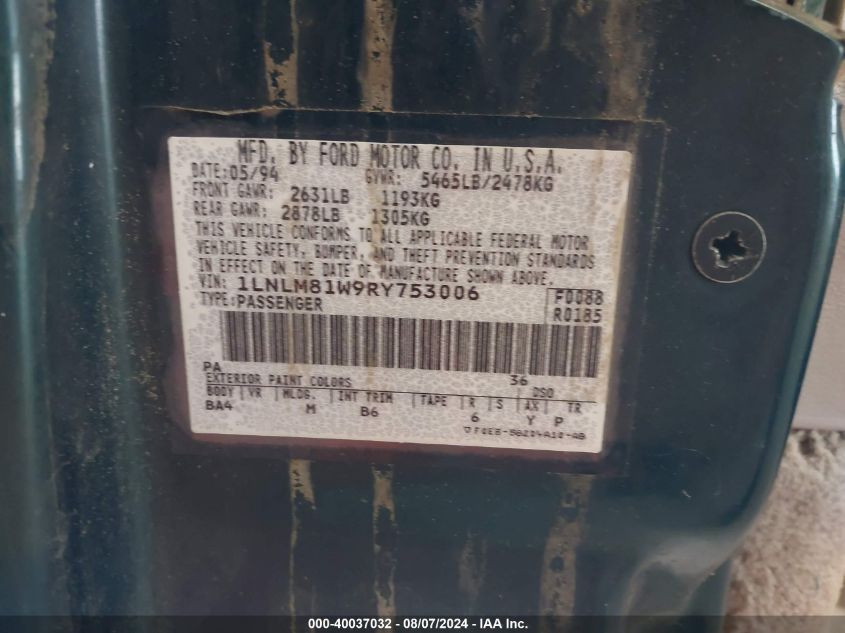 MFD. BY FORD MOTOR CO. IN U.S.A.
DATE: 05/94 GVWR: 5465LB/2478KG
FRONT GAWR: 2631LB 1193KG
REAR GAWR: 2878LB 1305KG
THIS VEHICLE CONFORMS TO ALL APPLICABLE FEDERAL MOTOR
VEHICLE SAFETY, BUMPER, AND THEFT PREVENTION STANDARDS
IN EFFECT ON THE DATE OF MANUFACTURE SHOWN ABOVE.
VIN: 1LNLM81W9RY753006 F0088
TYPE: PASSENGER R0185
PA 36
EXTERIOR PAINT COLORS DSO
BODY VR MLDG. INT TRIM TAPE R S AX TR
BA4 M B6 6 Y P
F0EB-56204A10-AB
000-40037032 - 08/07/2024 - IAA Inc.